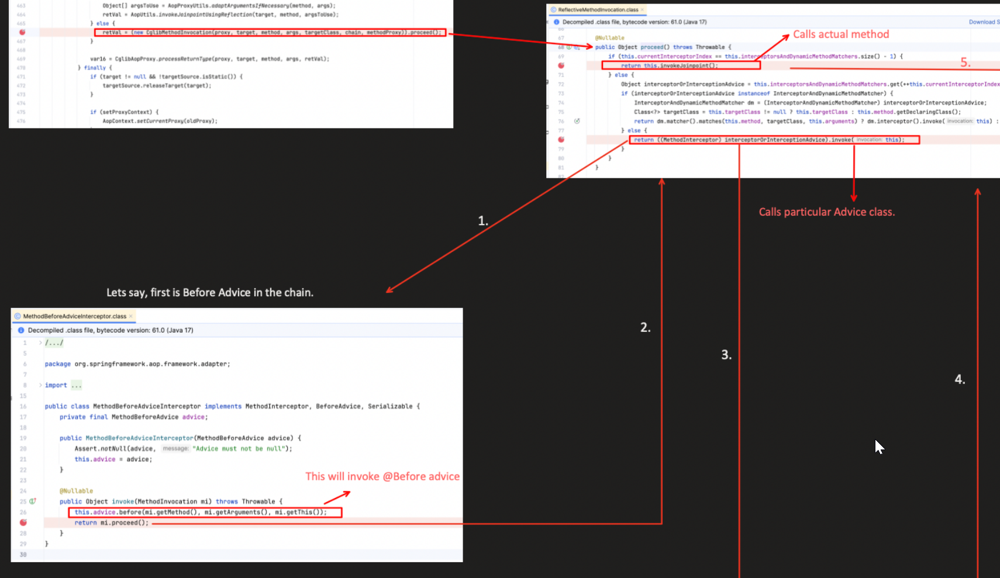 463 Object[] argsToUse = AopProxyUtils.adaptArgumentsIfNecessary(method, args);
464 retVal = AopUtils.invokeJoinpointUsingReflection(target, method, argsToUse);
465 } else {
retVal = (new CglibMethodInvocation(proxy, target, method, args, targetClass, chain, methodProxy)).proceed();
467 }
468
469 var16 = CglibAopProxy.processReturnType(proxy, target, method, args, retVal);
470 } finally {
471 if (target != null && !targetSource.isStatic()) {
472 targetSource.releaseTarget(target);
473 }
474
475 if (setProxyContext) {
476 AopContext.setCurrentProxy(oldProxy);
ReflectiveMethodInvocation.class
Decompiled .class file, bytecode version: 61.0 (Java 17) Download S
67 @Nullable
Calls actual method
68 public Object proceed() throws Throwable {
69 if (this.currentInterceptorIndex == this.interceptorsAndDynamicMethodMatchers.size() - 1) {
return this.invokeJoinpoint();
5.
71 } else {
72 Object interceptorOrInterceptionAdvice = this.interceptorsAndDynamicMethodMatchers.get(++this.currentInterceptorIndex
73 if (interceptorOrInterceptionAdvice instanceof InterceptorAndDynamicMethodMatcher) {
74 InterceptorAndDynamicMethodMatcher dm = (InterceptorAndDynamicMethodMatcher) interceptorOrInterceptionAdvice;
75 Class<?> targetClass = this.targetClass != null ? this.targetClass : this.method.getDeclaringClass();
76 return dm.matcher().matches(this.method, targetClass, this.arguments) ? dm.interceptor().invoke( invocation: this) :
77 } else {
return ((MethodInterceptor) interceptorOrInterceptionAdvice).invoke( invocation: this);
79 }
80 }
81 }
Calls particular Advice class.
1.
2.
3.
4.
Lets say, first is Before Advice in the chain.
MethodBeforeAdviceInterceptor.class
Decompiled .class file, bytecode version: 61.0 (Java 17)
1 /.../
5
6 package org.springframework.aop.framework.adapter;
7
8 import ...
15
16 public class MethodBeforeAdviceInterceptor implements MethodInterceptor, BeforeAdvice, Serializable {
17 private final MethodBeforeAdvice advice;
18
19 public MethodBeforeAdviceInterceptor(MethodBeforeAdvice advice) {
20 Assert.notNull(advice, message: "Advice must not be null");
21 this.advice = advice;
22 }
23
This will invoke @Before advice
24 @Nullable
25 public Object invoke(MethodInvocation mi) throws Throwable {
26 this.advice.before(mi.getMethod(), mi.getArguments(), mi.getThis());
return mi.proceed();
28 }
29 }
30